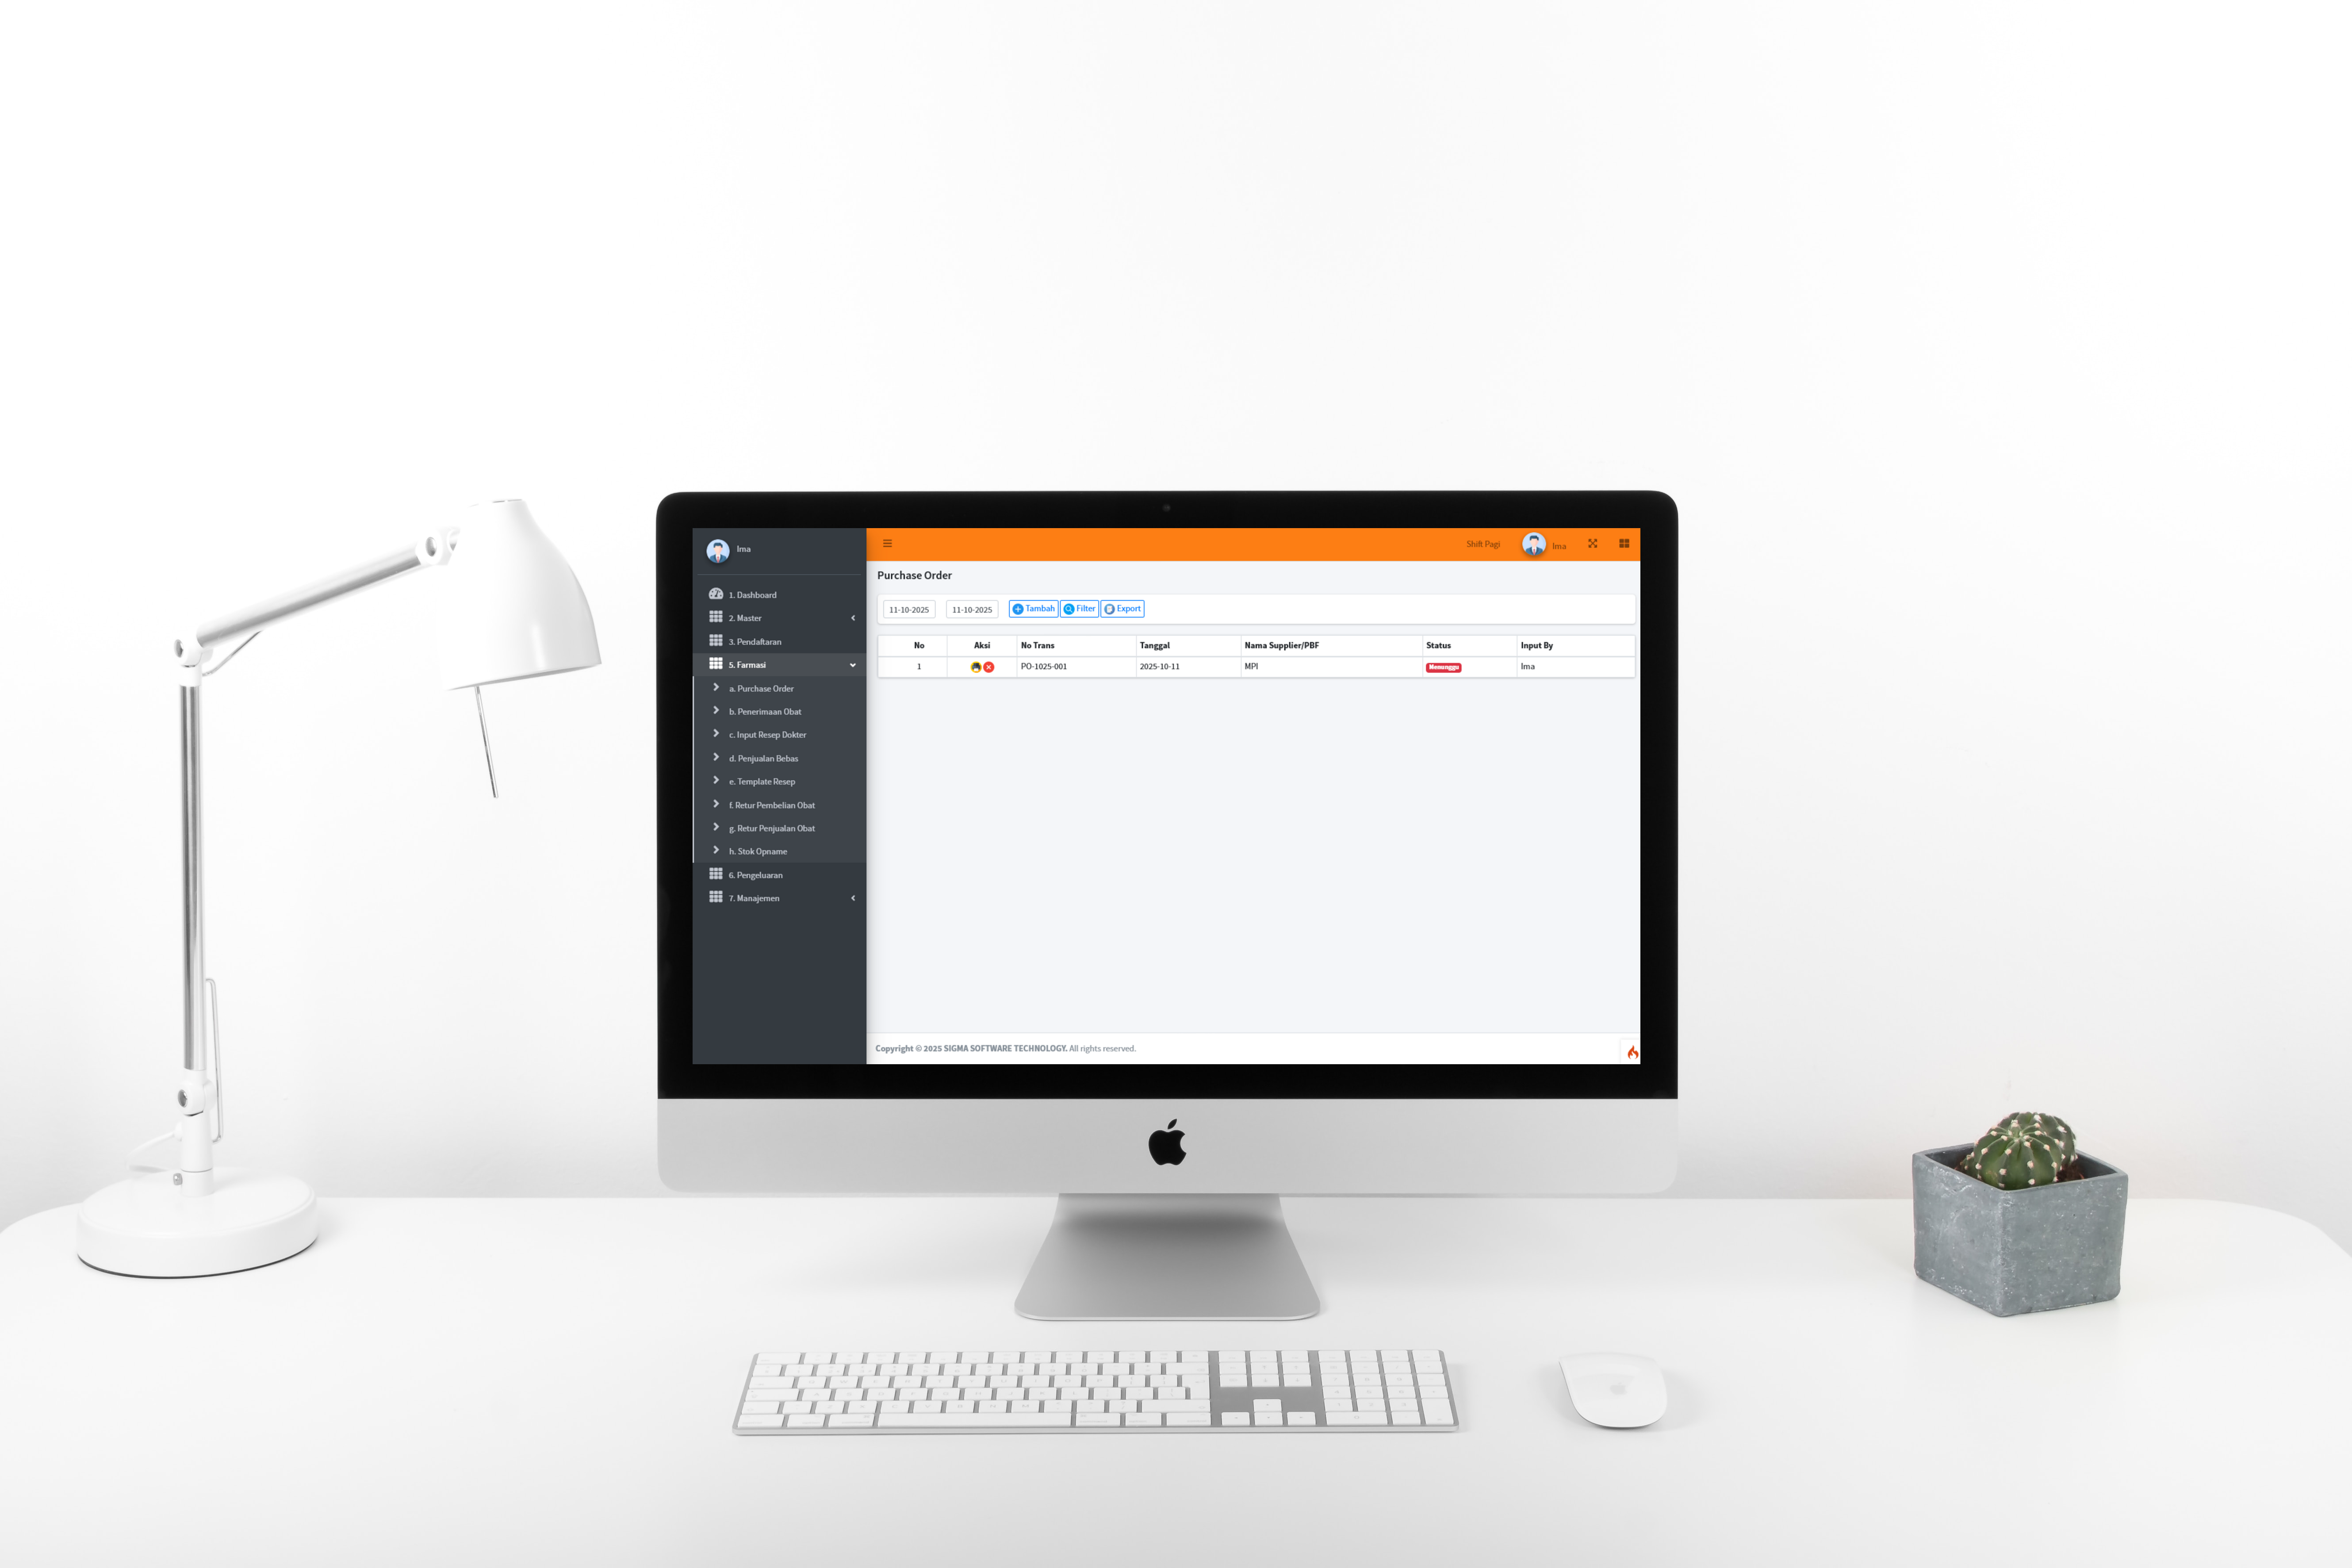 Ima
Shift Pagi
Ima
Purchase Order
11-10-2025 11-10-2025 Tambah Filter Export
No Aksi No Trans Tanggal Nama Supplier/PBF Status Input By
1 PO-1025-001 2025-10-11 MPI Menunggu Ima
1. Dashboard
2. Master
3. Pendaftaran
5. Farmasi
a. Purchase Order
b. Penerimaan Obat
c. Input Resep Dokter
d. Penjualan Bebas
e. Template Resep
f. Retur Pembelian Obat
g. Retur Penjualan Obat
h. Stok Opname
6. Pengeluaran
7. Manajemen
Copyright © 2025 SIGMA SOFTWARE TECHNOLOGY. All rights reserved.